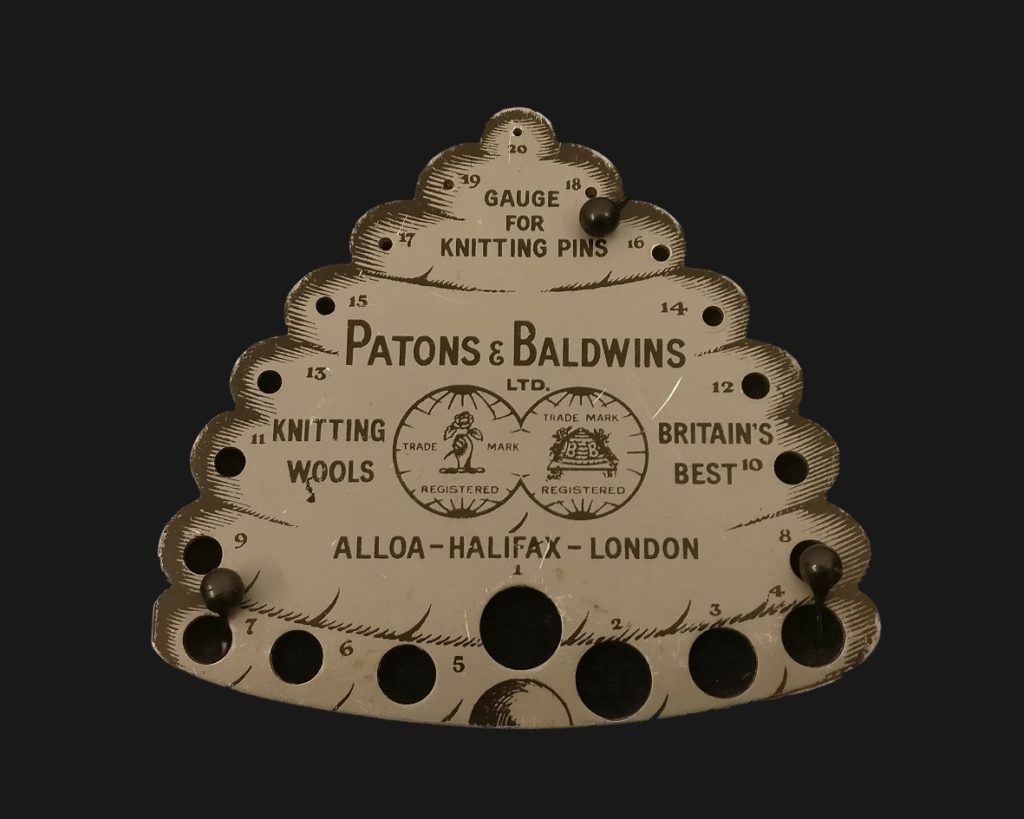 20
19
18
GAUGE
FOR
KNITTING PINS
17
16
15
14
PATONS & BALDWINS
LTD.
13
12
TRADE MARK
REGISTERED
TRADE MARK
B B
REGISTERED
11
KNITTING
WOOLS
BRITAIN'S
BEST
10
9
8
ALLOA-HALIFAX-LONDON
1
7
6
5
2
3
4